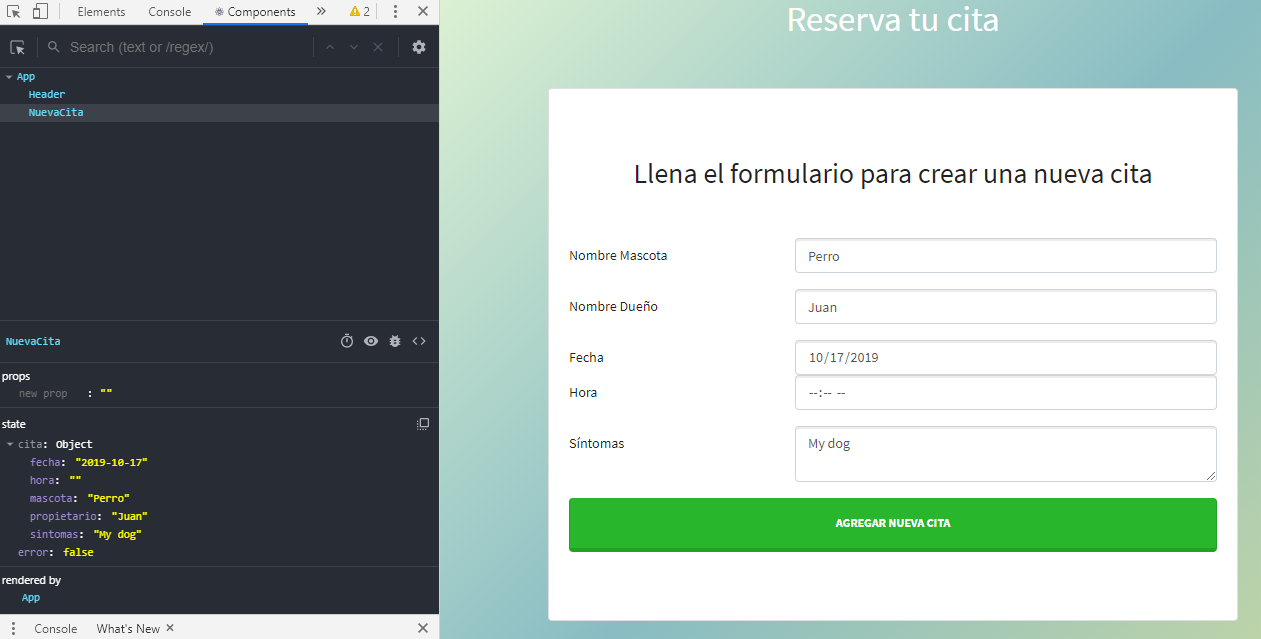 Elements Console Components » 2
Search (text or /regex/)
App
Header
NuevaCita
NuevaCita
props
new prop : ""
state
cita: Object
fecha: "2019-10-17"
hora: ""
mascota: "Perro"
propietario: "Juan"
sintomas: "My dog"
error: false
rendered by
App
Console What's New
Reserva tu cita
Llena el formulario para crear una nueva cita
Nombre Mascota Perro
Nombre Dueño Juan
Fecha 10/17/2019
Hora --:-- --
Síntomas My dog
AGREGAR NUEVA CITA